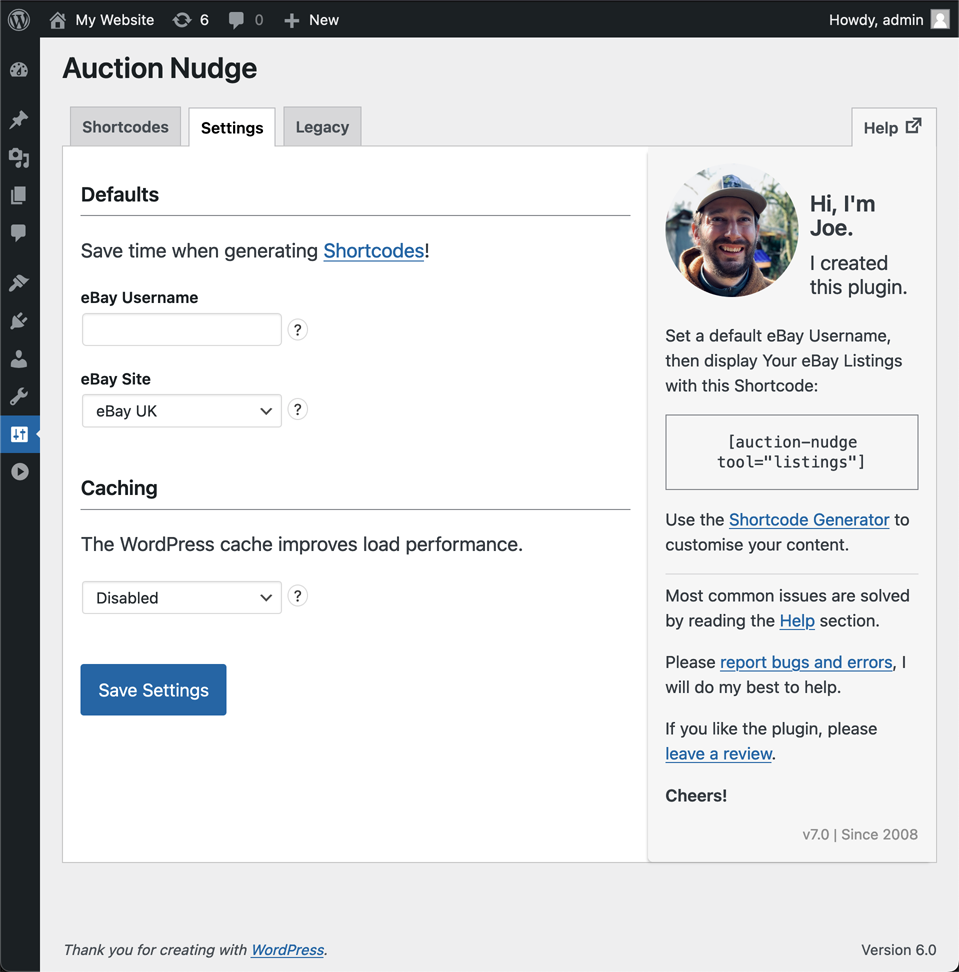 My Website 6 0 New Howdy, admin
Auction Nudge
Shortcodes Settings Legacy Help
Defaults
Save time when generating Shortcodes!
eBay Username
?
eBay Site
eBay UK ?
Caching
The WordPress cache improves load performance.
Disabled ?
Save Settings
Hi, I'm
Joe.
I created
this plugin.
Set a default eBay Username,
then display Your eBay Listings
with this Shortcode:
[auction-nudge
tool="listings"]
Use the Shortcode Generator to
customise your content.
Most common issues are solved
by reading the Help section.
Please report bugs and errors, I
will do my best to help.
If you like the plugin, please
leave a review.
Cheers!
v7.0 | Since 2008
Thank you for creating with WordPress. Version 6.0